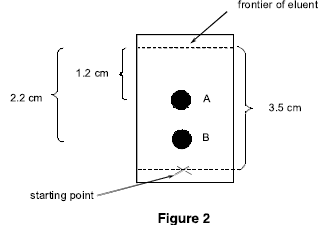 frontier of eluent
1.2 cm
2.2 cm
A
3.5 cm
B
starting point
Figure 2